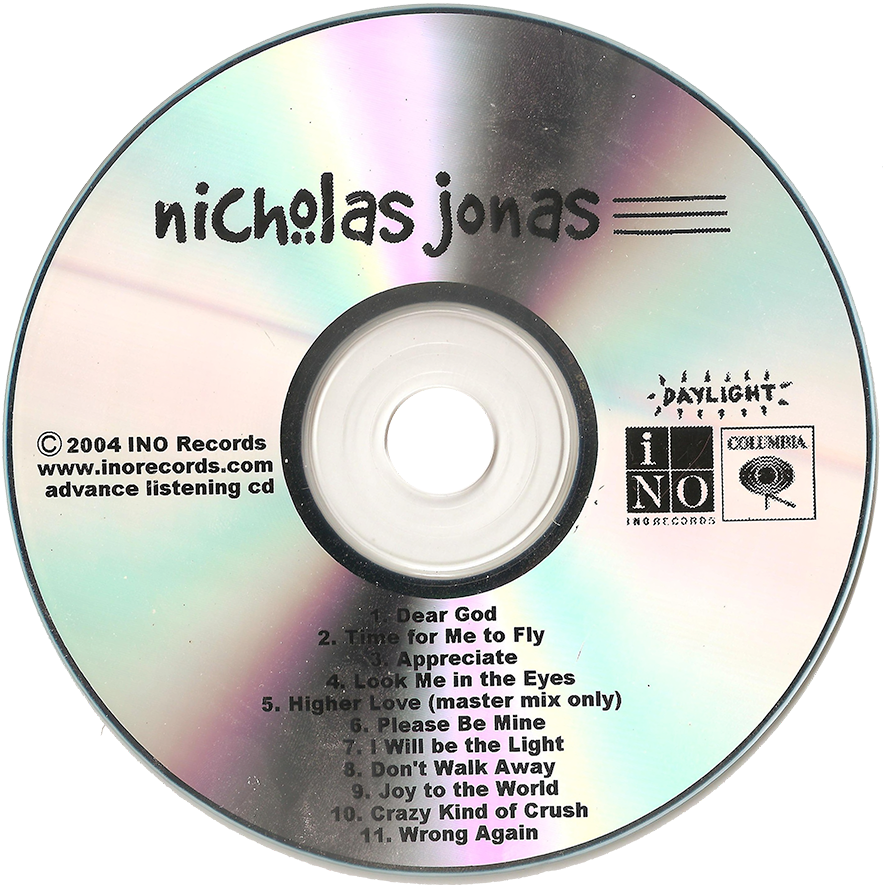 nicholas jonas
DAYLIGHT
© 2004 INO Records
www.inorecords.com
advance listening cd
i
NO
INO RECORDS
COLUMBIA
1. Dear God
2. Time for Me to Fly
3. Appreciate
4. Look Me in the Eyes
5. Higher Love (master mix only)
6. Please Be Mine
7. I Will be the Light
8. Don't Walk Away
9. Joy to the World
10. Crazy Kind of Crush
11. Wrong Again